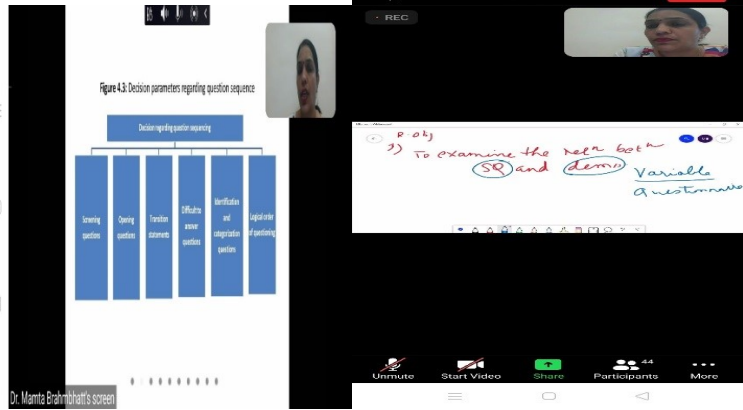 Figure 4.3: Decision parameters regarding question sequence
Decision regarding question sequencing
Screening
questions
Opening
questions
Transition
statements
Difficult to
answer
questions
Identification
and
categorization
questions
Logical order
of questioning
Dr. Mamta Brahmbhatt's screen
REC
R-Obj
1) To examine the reln betn
SQ and demo
Variable
Questionnaire
Unmute
Start Video
Share
44
Participants
More